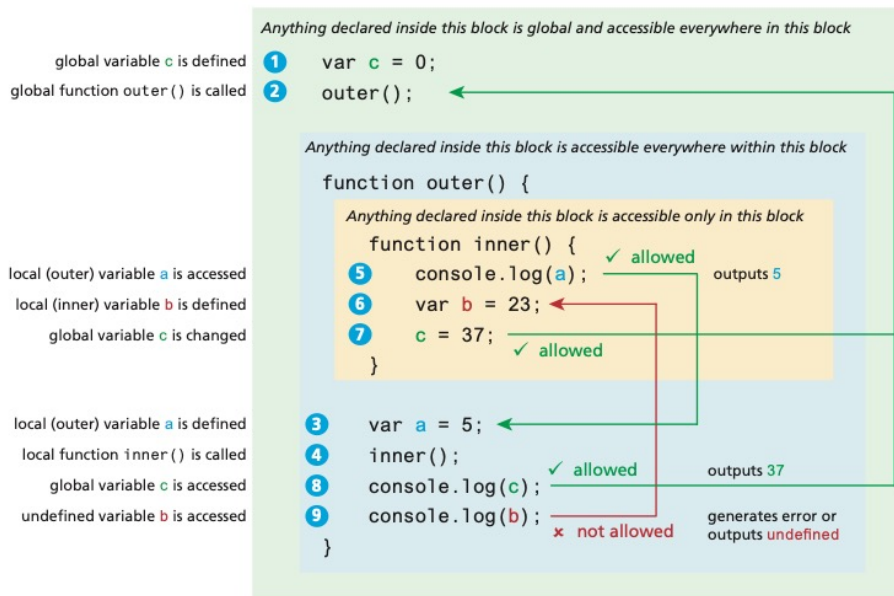 Anything declared inside this block is global and accessible everywhere in this block
global variable c is defined 1 var c = 0;
global function outer() is called 2 outer();
Anything declared inside this block is accessible everywhere within this block
function outer() {
Anything declared inside this block is accessible only in this block
function inner() {
✓ allowed
local (outer) variable a is accessed 5 console.log(a); outputs 5
local (inner) variable b is defined 6 var b = 23;
global variable c is changed 7 c = 37;
✓ allowed
}
local (outer) variable a is defined 3 var a = 5;
local function inner() is called 4 inner();
✓ allowed outputs 37
global variable c is accessed 8 console.log(c);
undefined variable b is accessed 9 console.log(b);
✗ not allowed generates error or
outputs undefined
}